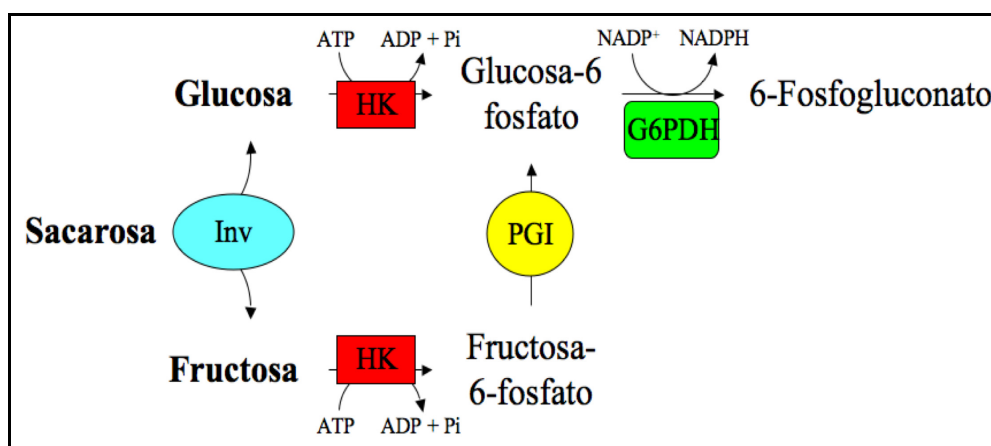 ATP
ADP + Pi
NADP⁺
NADPH
Glucosa
HK
Glucosa-6
fosfato
G6PDH
6-Fosfogluconato
Sacarosa
Inv
PGI
Fructosa
HK
Fructosa-
6-fosfato
ATP
ADP + Pi